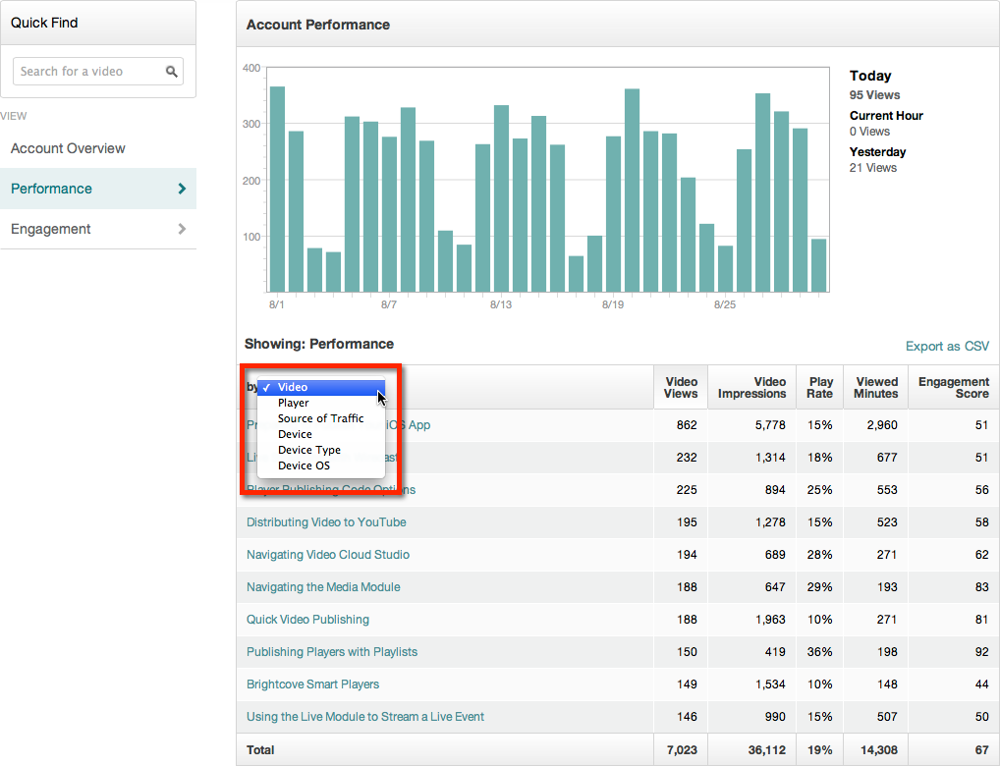 Quick Find
Search for a video
VIEW
Account Overview
Performance
Engagement
Account Performance
400
300
200
100
8/1 8/7 8/13 8/19 8/25
Today
95 Views
Current Hour
0 Views
Yesterday
21 Views
Showing: Performance
Export as CSV
by
✓ Video
Player
Source of Traffic
Device
Device Type
Device OS
Video Views Video Impressions Play Rate Viewed Minutes Engagement Score
iOS App 862 5,778 15% 2,960 51
232 1,314 18% 677 51
Player Publishing Code Options 225 894 25% 553 56
Distributing Video to YouTube 195 1,278 15% 523 58
Navigating Video Cloud Studio 194 689 28% 271 62
Navigating the Media Module 188 647 29% 193 83
Quick Video Publishing 188 1,963 10% 271 81
Publishing Players with Playlists 150 419 36% 198 92
Brightcove Smart Players 149 1,534 10% 148 44
Using the Live Module to Stream a Live Event 146 990 15% 507 50
Total 7,023 36,112 19% 14,308 67